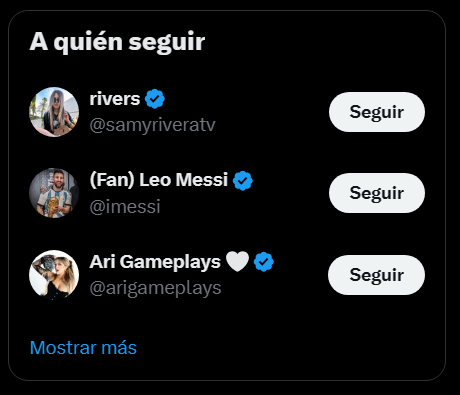 A quién seguir
rivers
@samyriveratv
Seguir
(Fan) Leo Messi
@imessi
Seguir
Ari Gameplays 🤍
@arigameplays
Seguir
Mostrar más